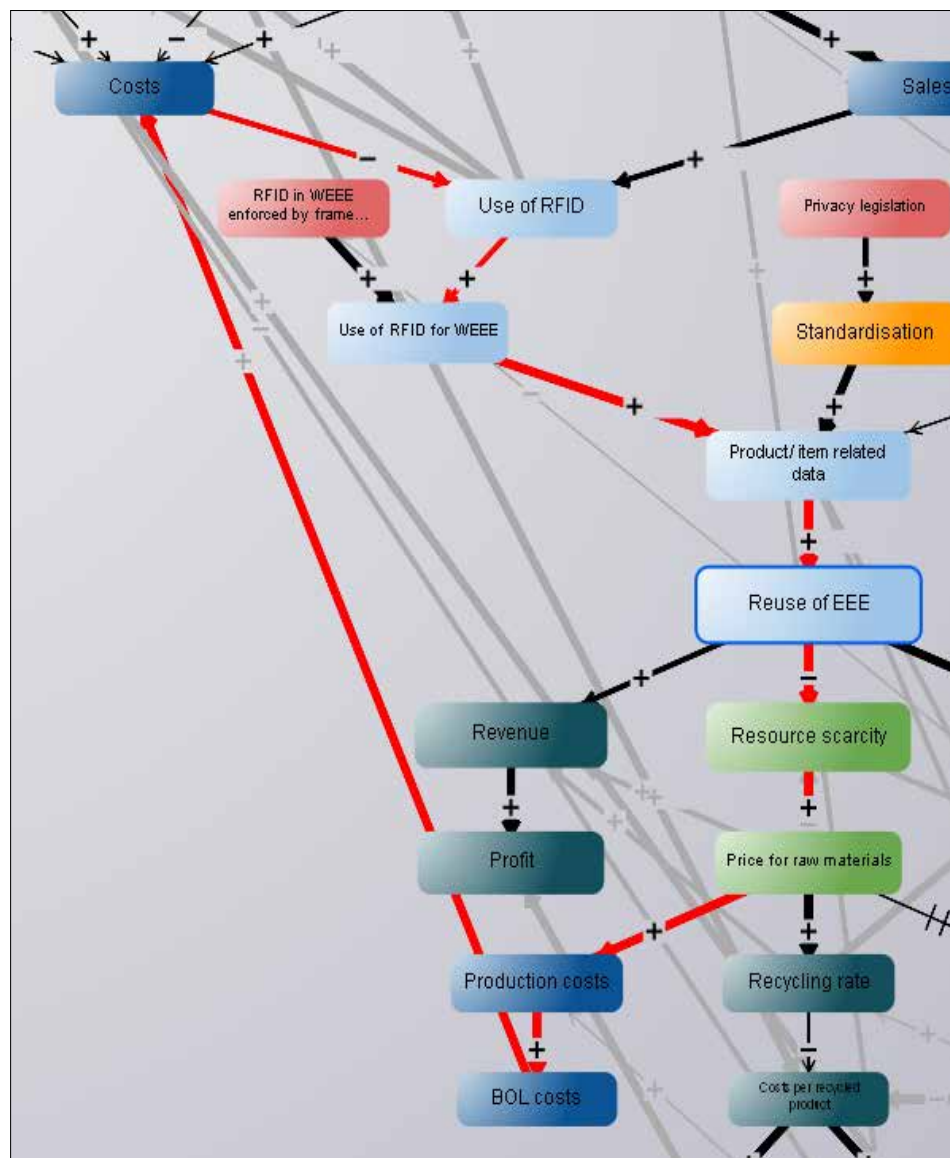 +
−
+
+
+
+
+
Costs
Sales
−
+
RFID in WEEE
enforced by frame...
Use of RFID
Privacy legislation
+
+
+
+
+
−
Use of RFID for WEEE
Standardisation
+
−
+
+
Product/ item related
data
+
Reuse of EEE
+
−
Revenue
Resource scarcity
+
+
+
+
+
−
Profit
Price for raw materials
+
+
Production costs
Recycling rate
+
+
−
BOL costs
Costs per recycled
product
+
−